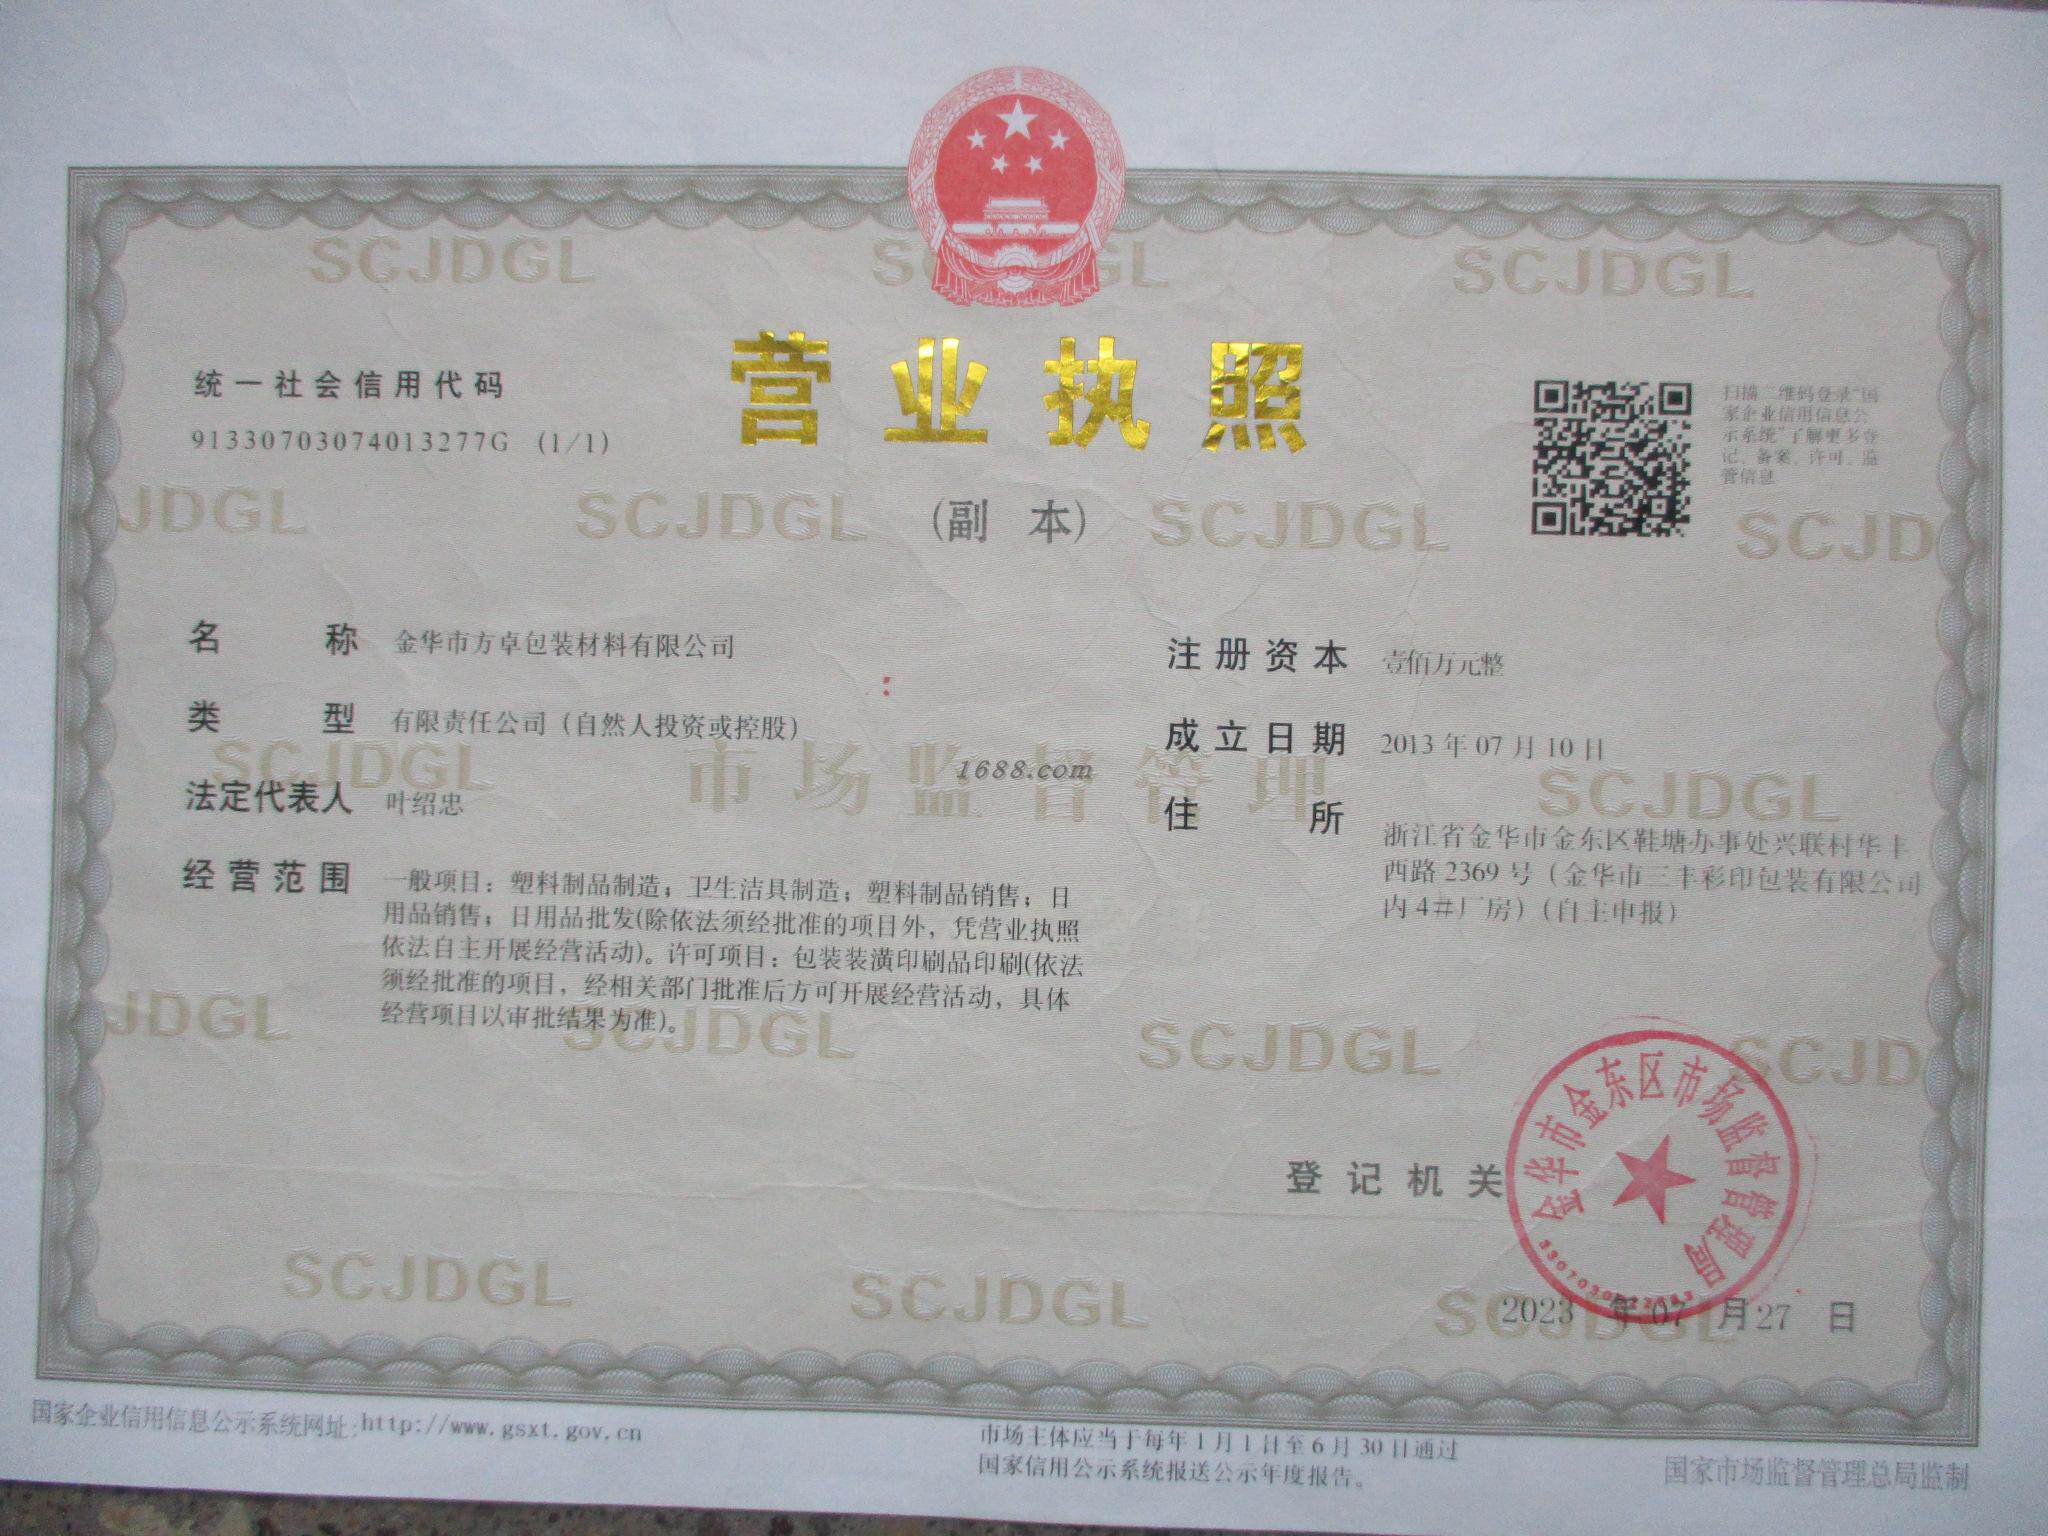 营业执照
(副 本)
统一社会信用代码
91330703074013277G (1/1)
扫描二维码登录"国
家企业信用信息公
示系统"了解更多登
记、备案、许可、监
管信息
名称 金华市方卓包装材料有限公司
类型 有限责任公司（自然人投资或控股）
法定代表人 叶绍忠
经营范围 一般项目：塑料制品制造；卫生洁具制造；塑料制品销售；日
用品销售；日用品批发(除依法须经批准的项目外，凭营业执照
依法自主开展经营活动)。许可项目：包装装潢印刷品印刷(依法
须经批准的项目，经相关部门批准后方可开展经营活动，具体
经营项目以审批结果为准)。
注册资本 壹佰万元整
成立日期 2013年07月10日
住所 浙江省金华市金东区鞋塘办事处兴联村华丰
西路2369号（金华市三丰彩印包装有限公司
内4#厂房）（自主申报）
1688.com
市场监督管理
SCJDGL
SCJDGL
SCJDGL
SCJDGL
SCJDGL
SCJDGL
SCJDGL
SCJDGL
SCJDGL
SCJDGL
登记机关
金华市金东区市场监督管理局
2023年07月27日
国家企业信用信息公示系统网址:http://www.gsxt.gov.cn
市场主体应当于每年1月1日至6月30日通过
国家信用公示系统报送公示年度报告。
国家市场监督管理总局监制